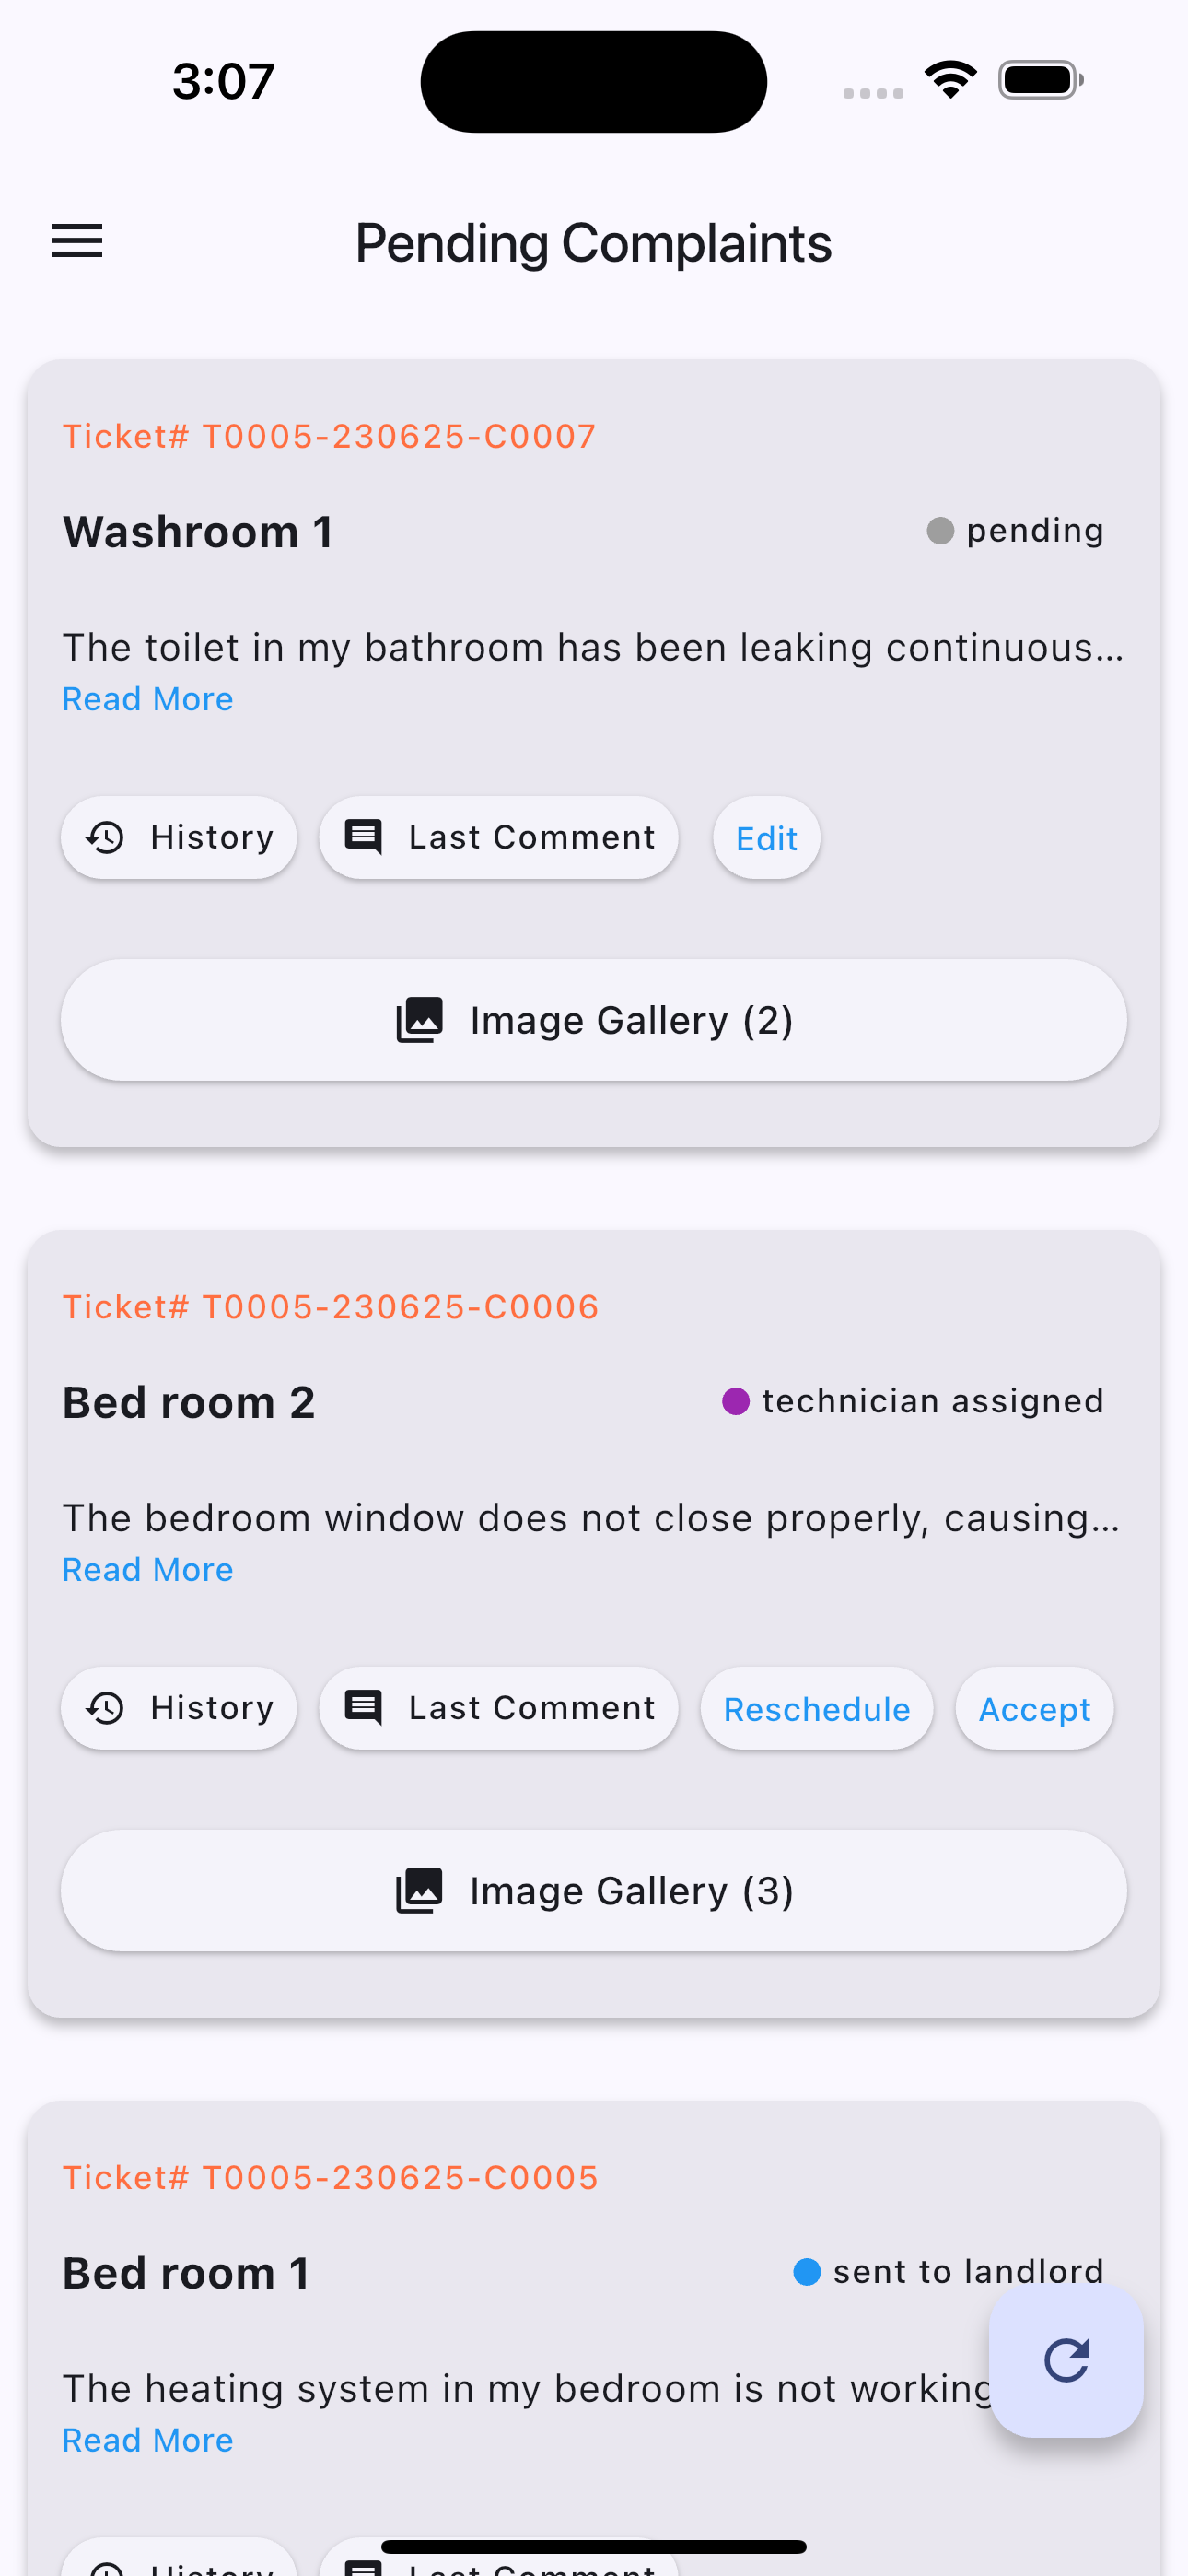 3:07
Pending Complaints
Ticket# T0005-230625-C0007
Washroom 1
pending
The toilet in my bathroom has been leaking continuous...
Read More
History
Last Comment
Edit
Image Gallery (2)
Ticket# T0005-230625-C0006
Bed room 2
technician assigned
The bedroom window does not close properly, causing...
Read More
History
Last Comment
Reschedule
Accept
Image Gallery (3)
Ticket# T0005-230625-C0005
Bed room 1
sent to landlord
The heating system in my bedroom is not working
Read More
History
Last Comment